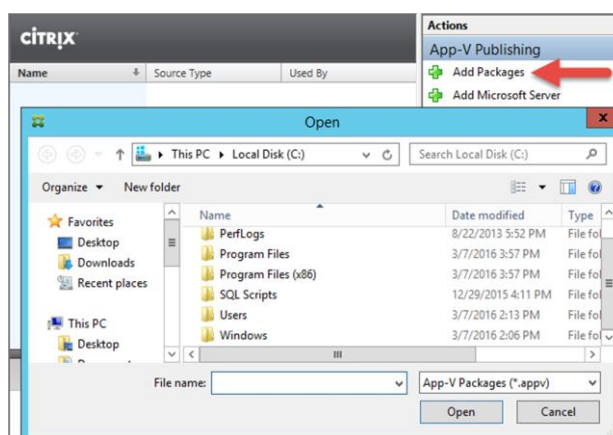 CITRIX
Actions
App-V Publishing
Name Source Type Used By
Add Packages
Add Microsoft Server
Open
This PC Local Disk (C:) Search Local Disk (C:)
Organize New folder
Favorites
Desktop
Downloads
Recent places
This PC
Desktop
Name Date modified Type
PerfLogs 8/22/2013 5:52 PM File fol
Program Files 3/7/2016 3:57 PM File fol
Program Files (x86) 3/7/2016 3:57 PM File fol
SQL Scripts 12/29/2015 4:11 PM File fol
Users 3/7/2016 2:13 PM File fol
Windows 3/7/2016 2:06 PM File fol
File name: App-V Packages (*.appv)
Open Cancel